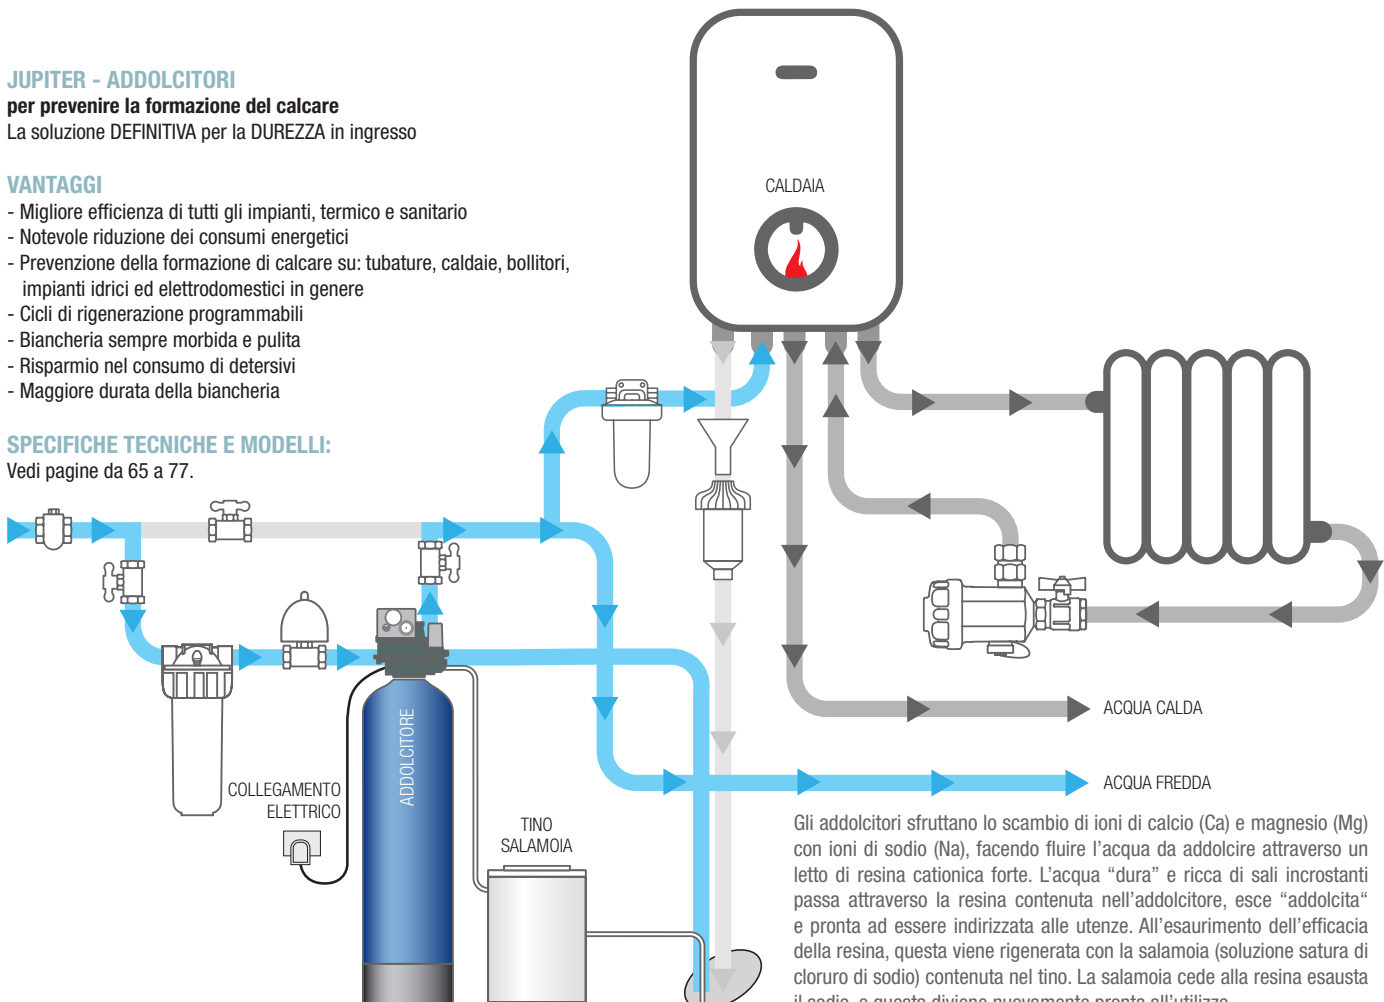 JUPITER - ADDOLCITORI
per prevenire la formazione del calcare
La soluzione DEFINITIVA per la DUREZZA in ingresso
VANTAGGI
- Migliore efficienza di tutti gli impianti, termico e sanitario
- Notevole riduzione dei consumi energetici
- Prevenzione della formazione di calcare su: tubature, caldaie, bollitori,
impianti idrici ed elettrodomestici in genere
- Cicli di rigenerazione programmabili
- Biancheria sempre morbida e pulita
- Risparmio nel consumo di detersivi
- Maggiore durata della biancheria
SPECIFICHE TECNICHE E MODELLI:
Vedi pagine da 65 a 77.
CALDAIA
ACQUA CALDA
ACQUA FREDDA
ADDOLCITORE
COLLEGAMENTO
ELETTRICO
TINO
SALAMOIA
Gli addolcitori sfruttano lo scambio di ioni di calcio (Ca) e magnesio (Mg)
con ioni di sodio (Na), facendo fluire l'acqua da addolcire attraverso un
letto di resina cationica forte. L'acqua “dura” e ricca di sali incrostanti
passa attraverso la resina contenuta nell'addolcitore, esce “addolcita“
e pronta ad essere indirizzata alle utenze. All'esaurimento dell'efficacia
della resina, questa viene rigenerata con la salamoia (soluzione satura di
cloruro di sodio) contenuta nel tino. La salamoia cede alla resina esausta
il sodio, e questa diviene nuovamente pronta all'utilizzo